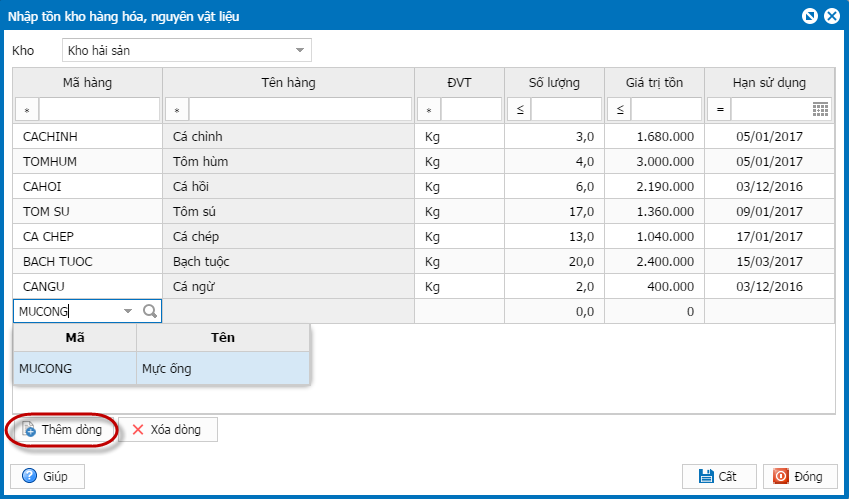 Nhập tồn kho hàng hóa, nguyên vật liệu
Kho Kho hải sản
Mã hàng Tên hàng ĐVT Số lượng Giá trị tồn Hạn sử dụng
* * * ≤ ≤ =
CACHINH Cá chình Kg 3,0 1.680.000 05/01/2017
TOMHUM Tôm hùm Kg 4,0 3.000.000 05/01/2017
CAHOI Cá hồi Kg 6,0 2.190.000 03/12/2016
TOM SU Tôm sú Kg 17,0 1.360.000 09/01/2017
CA CHEP Cá chép Kg 13,0 1.040.000 17/01/2017
BACH TUOC Bạch tuộc Kg 20,0 2.400.000 15/03/2017
CANGU Cá ngừ Kg 2,0 400.000 03/12/2016
MUCONG 0,0 0
Mã Tên
MUCONG Mực ống
Thêm dòng Xóa dòng
Giúp Cất Đóng